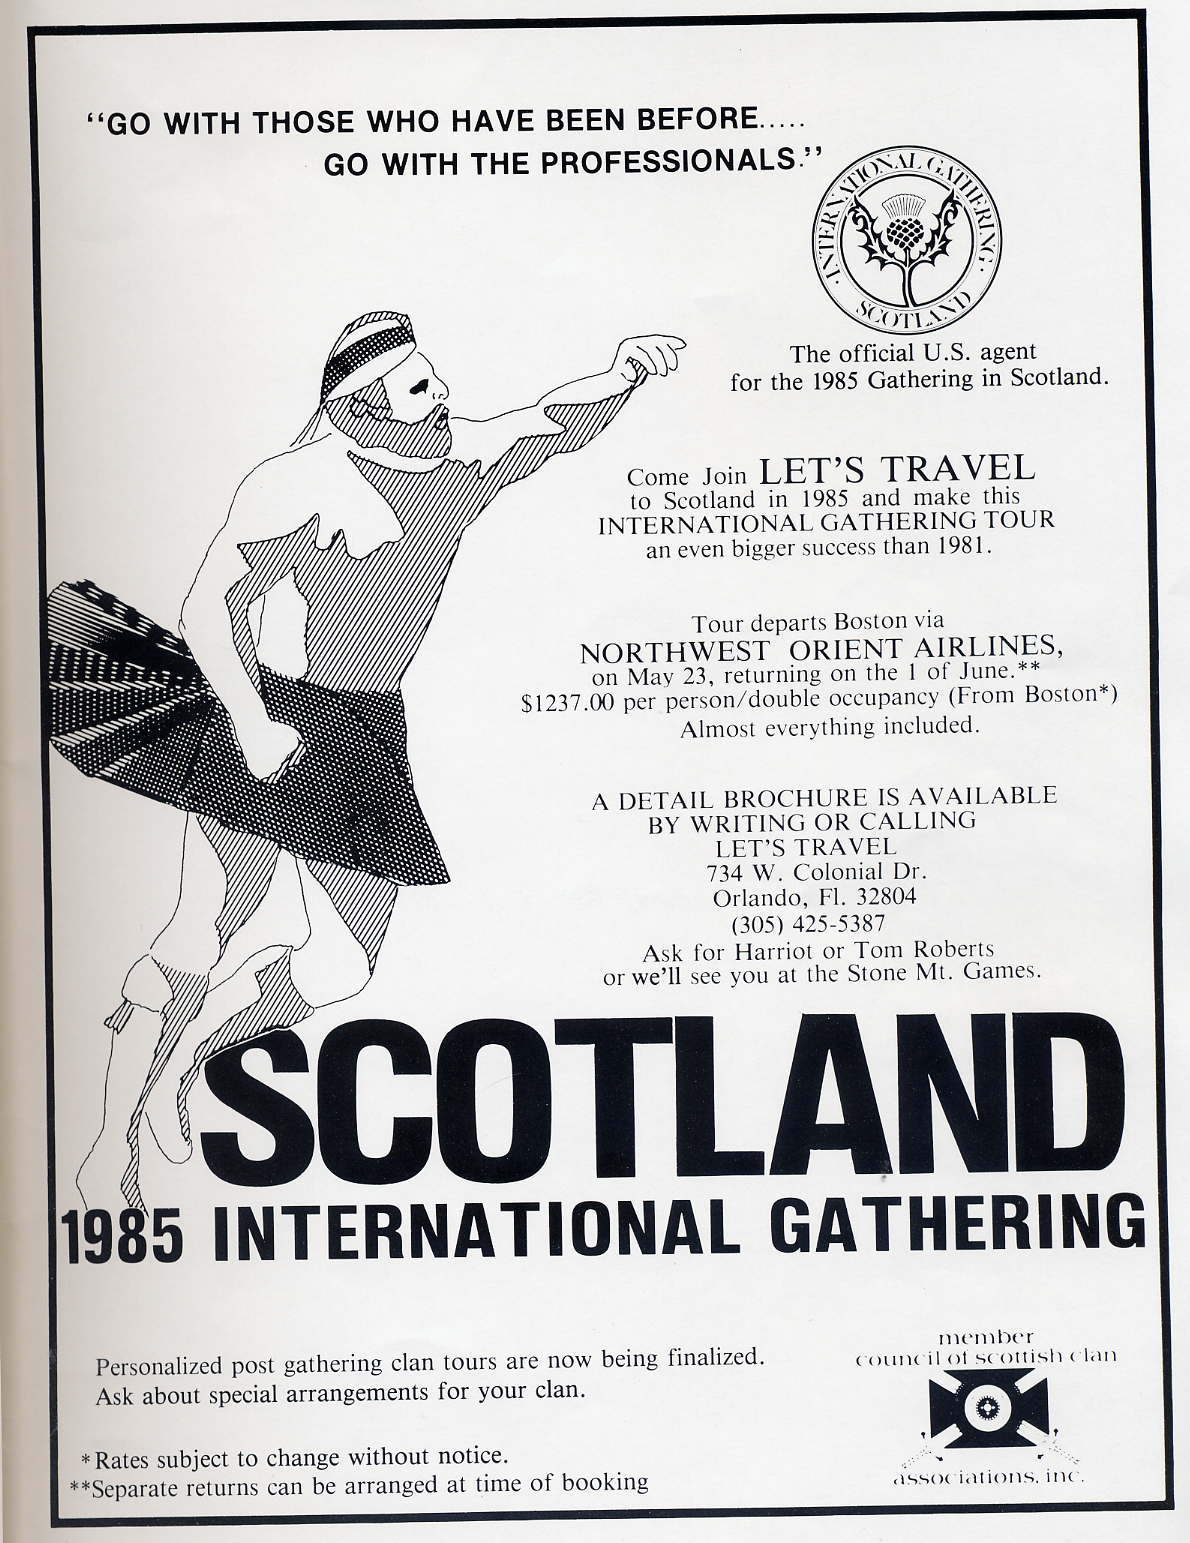 “GO WITH THOSE WHO HAVE BEEN BEFORE.....
GO WITH THE PROFESSIONALS.”
· INTERNATIONAL GATHERING ·
SCOTLAND
The official U.S. agent
for the 1985 Gathering in Scotland.
Come Join LET'S TRAVEL
to Scotland in 1985 and make this
INTERNATIONAL GATHERING TOUR
an even bigger success than 1981.
Tour departs Boston via
NORTHWEST ORIENT AIRLINES,
on May 23, returning on the 1 of June.**
$1237.00 per person/double occupancy (From Boston*)
Almost everything included.
A DETAIL BROCHURE IS AVAILABLE
BY WRITING OR CALLING
LET'S TRAVEL
734 W. Colonial Dr.
Orlando, Fl. 32804
(305) 425-5387
Ask for Harriot or Tom Roberts
or we'll see you at the Stone Mt. Games.
SCOTLAND
1985 INTERNATIONAL GATHERING
Personalized post gathering clan tours are now being finalized.
Ask about special arrangements for your clan.
*Rates subject to change without notice.
**Separate returns can be arranged at time of booking
member
council of scottish clan
associations, inc.